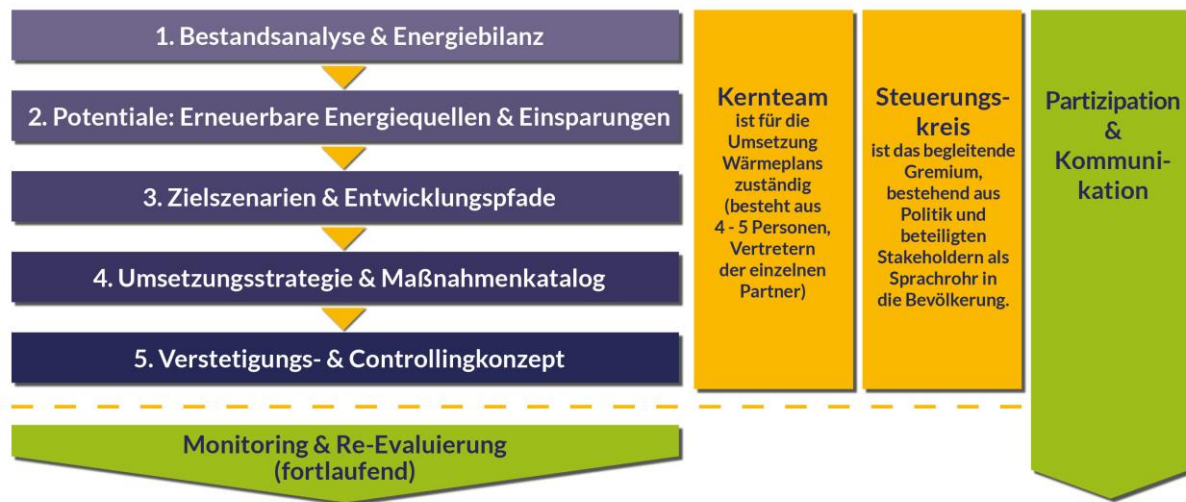 1. Bestandsanalyse & Energiebilanz
2. Potentiale: Erneuerbare Energiequellen & Einsparungen
3. Zielszenarien & Entwicklungspfade
4. Umsetzungsstrategie & Maßnahmenkatalog
5. Verstetigungs- & Controllingkonzept
Monitoring & Re-Evaluierung
(fortlaufend)
Kernteam
ist für die
Umsetzung
Wärmeplans
zuständig
(besteht aus
4 - 5 Personen,
Vertretern
der einzelnen
Partner)
Steuerungs-
kreis
ist das begleitende
Gremium,
bestehend aus
Politik und
beteiligten
Stakeholdern als
Sprachrohr in
die Bevölkerung.
Partizipation
&
Kommuni-
kation